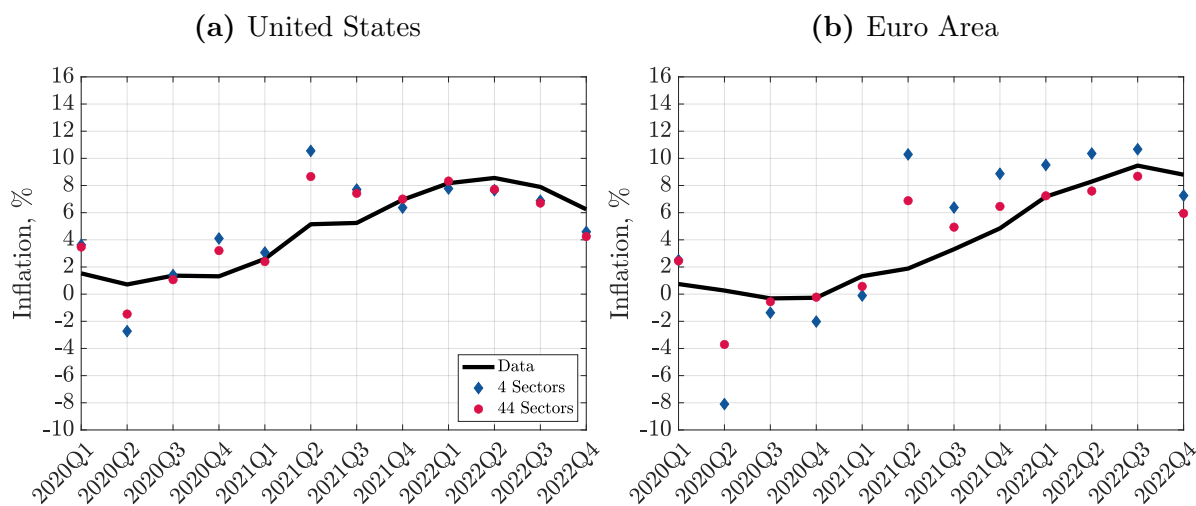 (a) United States
16
14
12
10
8
6
4
2
0
-2
-4
-6
-8
-10
Inflation, %
Data
4 Sectors
44 Sectors
2020Q1
2020Q2
2020Q3
2020Q4
2021Q1
2021Q2
2021Q3
2021Q4
2022Q1
2022Q2
2022Q3
2022Q4
(b) Euro Area
16
14
12
10
8
6
4
2
0
-2
-4
-6
-8
-10
Inflation, %
2020Q1
2020Q2
2020Q3
2020Q4
2021Q1
2021Q2
2021Q3
2021Q4
2022Q1
2022Q2
2022Q3
2022Q4